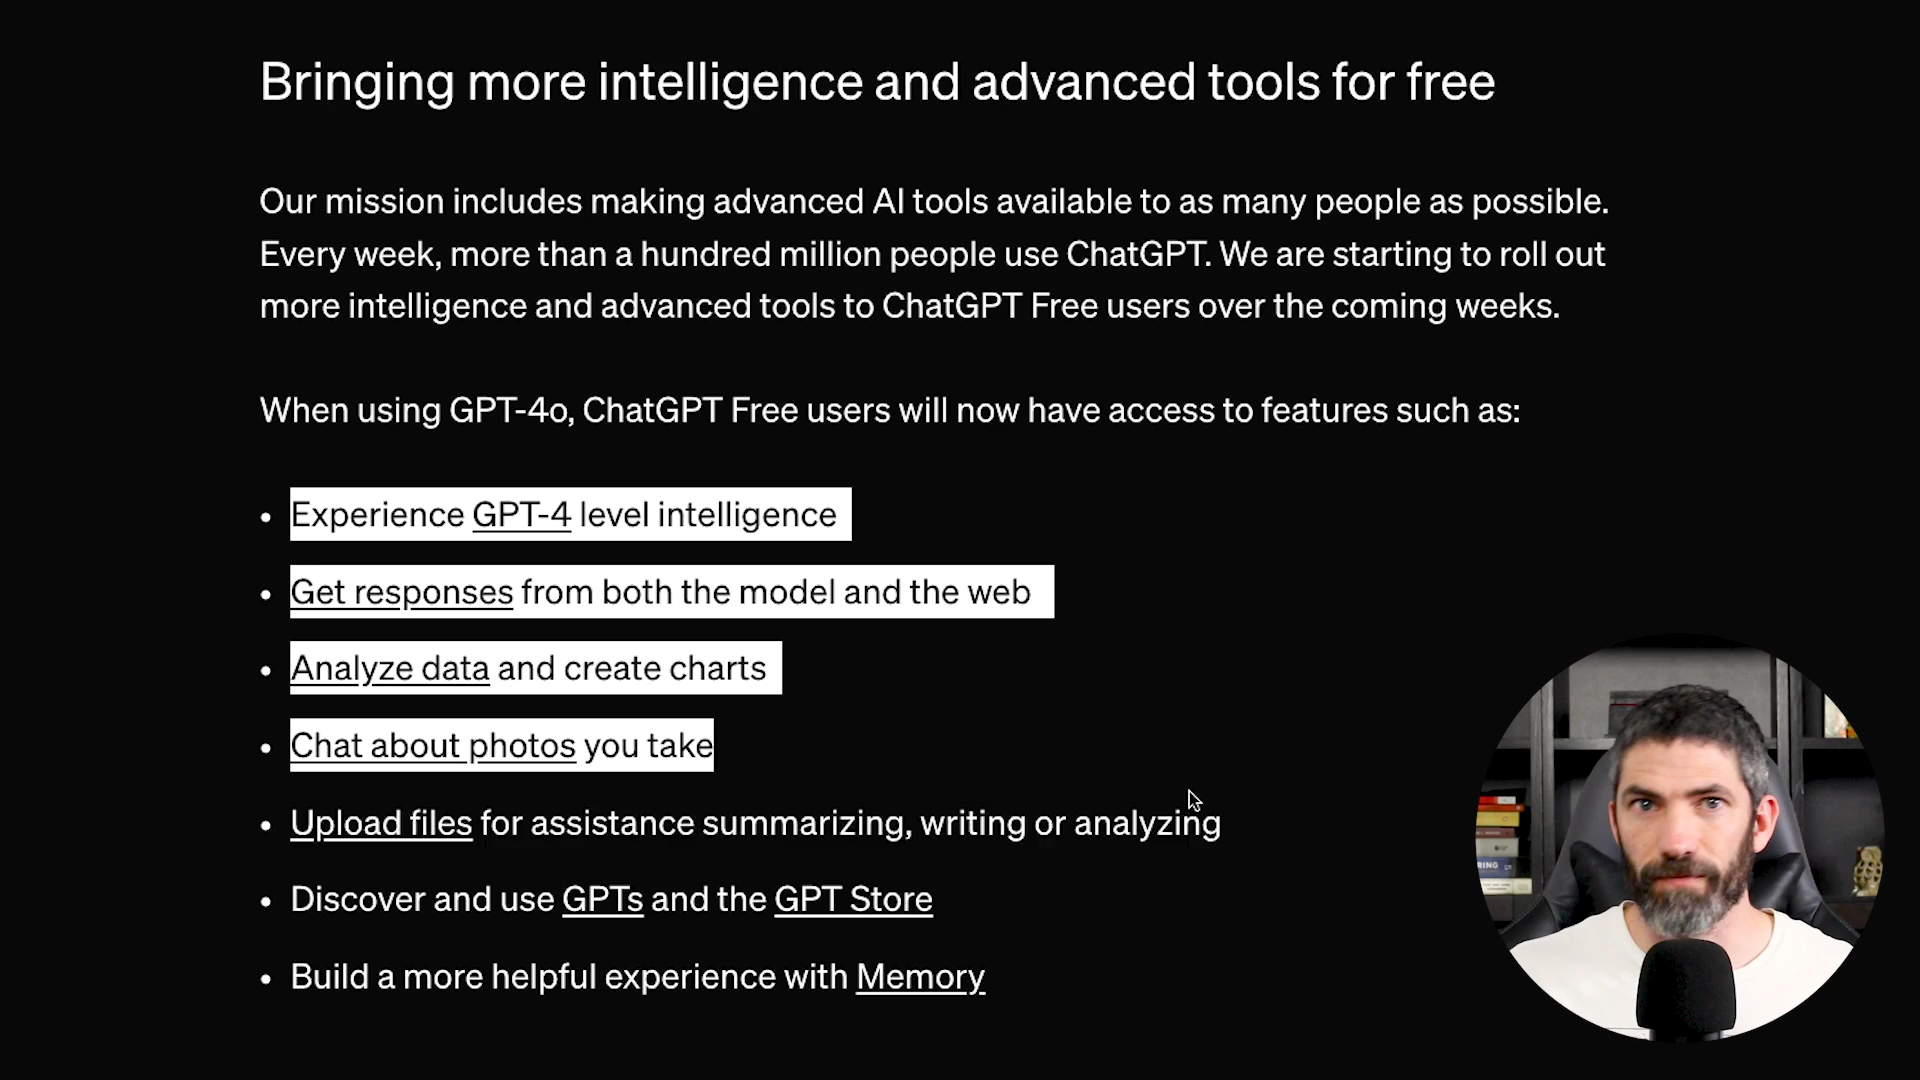 Bringing more intelligence and advanced tools for free
Our mission includes making advanced AI tools available to as many people as possible.
Every week, more than a hundred million people use ChatGPT. We are starting to roll out
more intelligence and advanced tools to ChatGPT Free users over the coming weeks.
When using GPT-4o, ChatGPT Free users will now have access to features such as:
• Experience GPT-4 level intelligence
• Get responses from both the model and the web
• Analyze data and create charts
• Chat about photos you take
• Upload files for assistance summarizing, writing or analyzing
• Discover and use GPTs and the GPT Store
• Build a more helpful experience with Memory